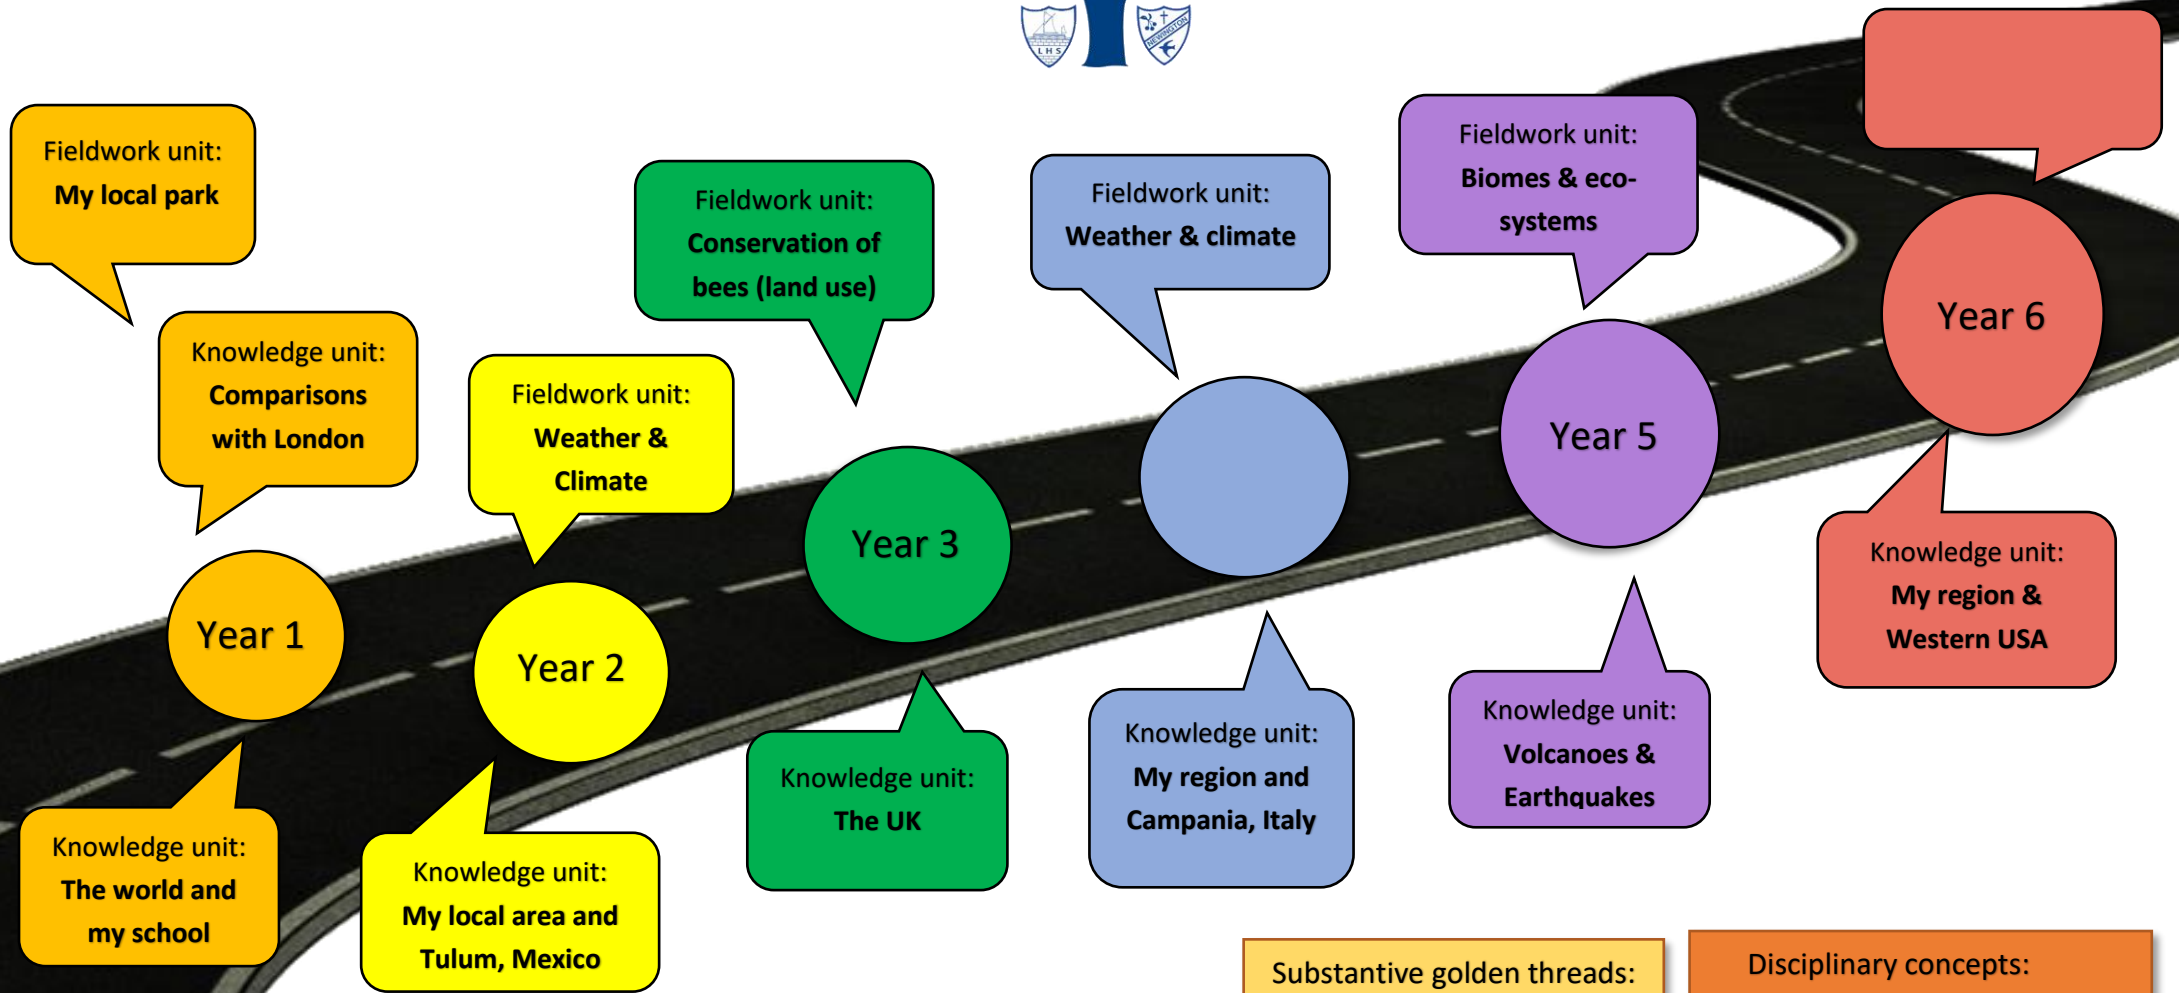 LHS
NEWINGTON
Fieldwork unit:
My local park
Knowledge unit:
Comparisons
with London
Year 1
Knowledge unit:
The world and
my school
Fieldwork unit:
Weather &
Climate
Year 2
Knowledge unit:
My local area and
Tulum, Mexico
Fieldwork unit:
Conservation of
bees (land use)
Year 3
Knowledge unit:
The UK
Fieldwork unit:
Weather & climate
Knowledge unit:
My region and
Campania, Italy
Fieldwork unit:
Biomes & eco-
systems
Year 5
Knowledge unit:
Volcanoes &
Earthquakes
Year 6
Knowledge unit:
My region &
Western USA
Substantive golden threads:
Disciplinary concepts: